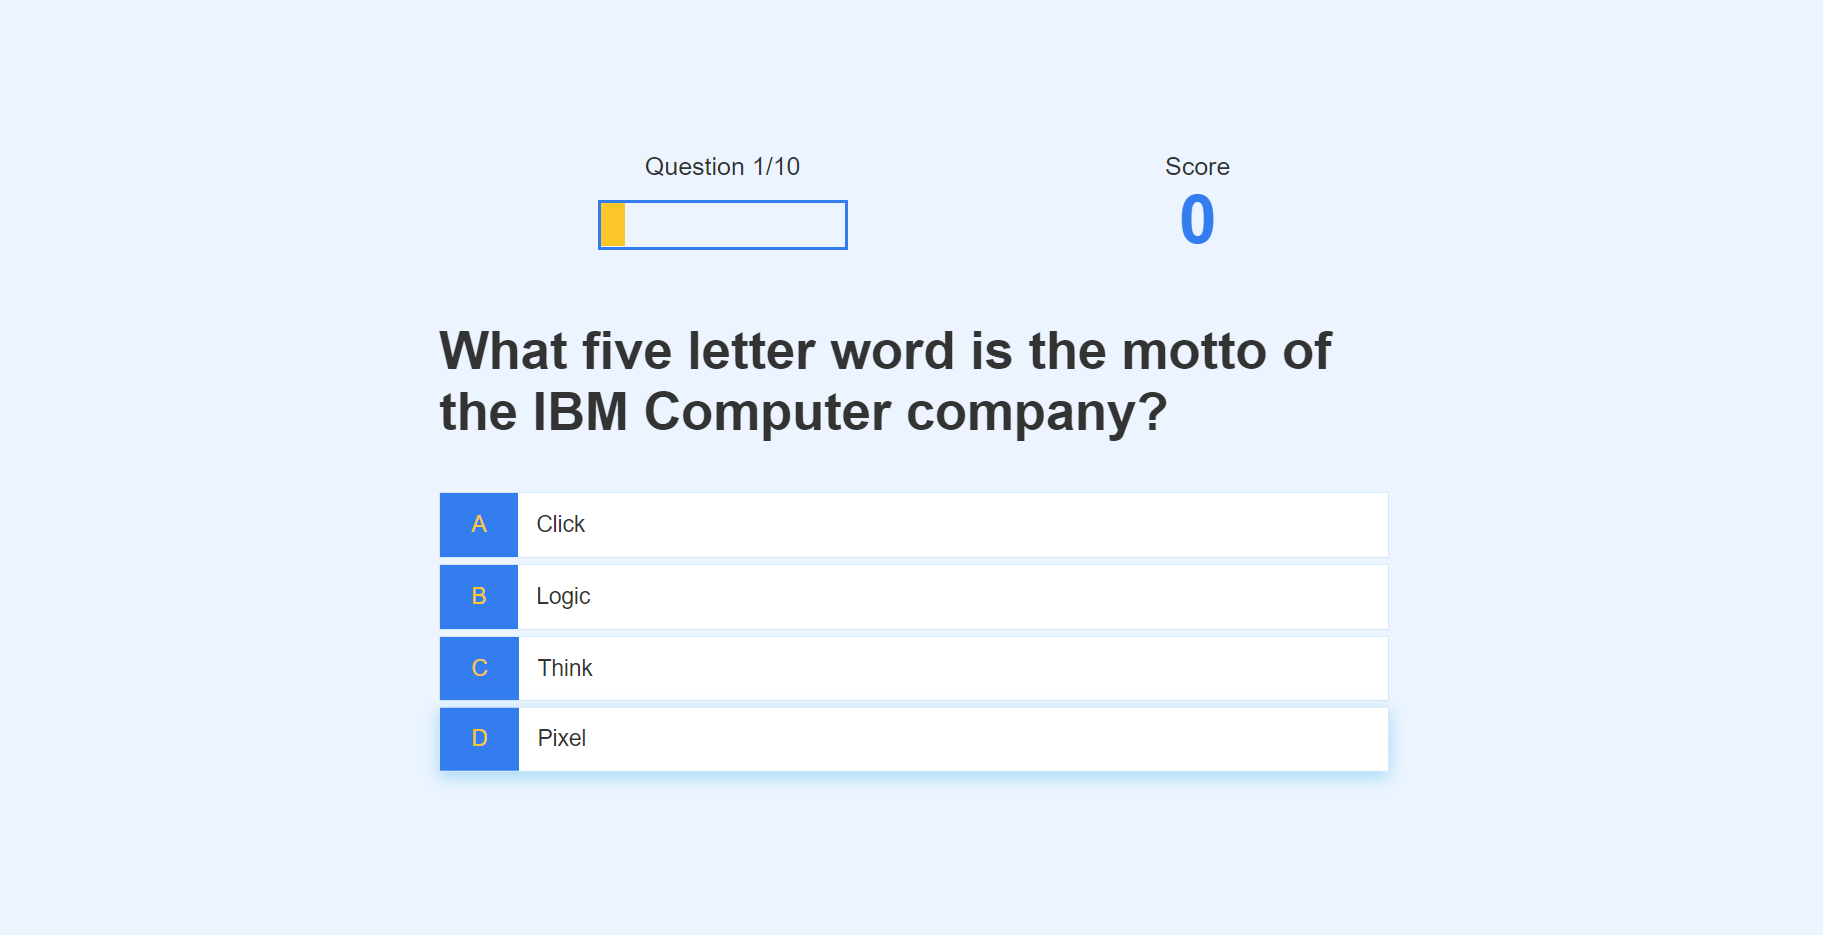 Question 1/10
Score
0
What five letter word is the motto of
the IBM Computer company?
A Click
B Logic
C Think
D Pixel